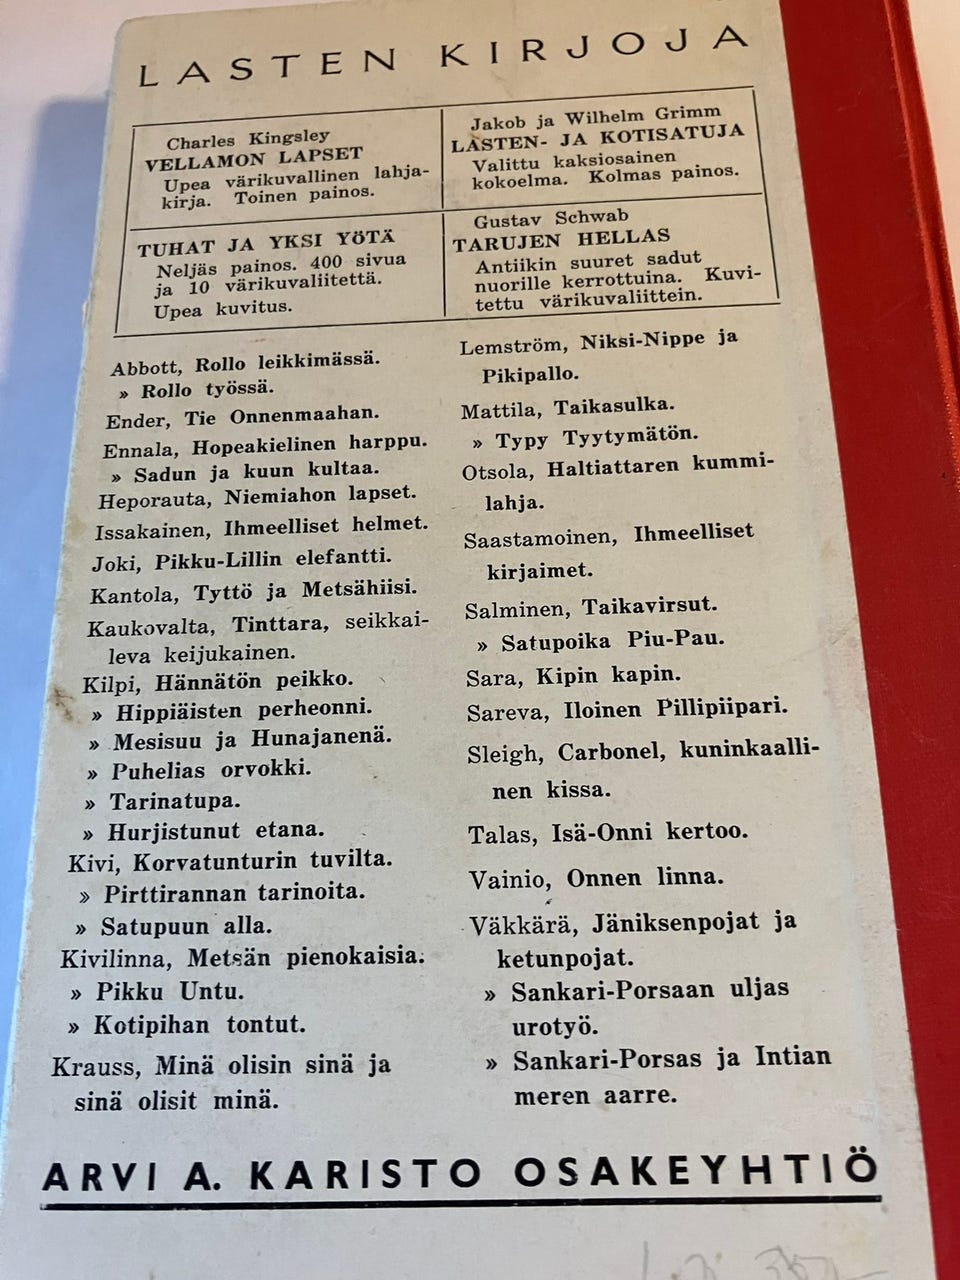 LASTEN KIRJOJA
Charles Kingsley
VELLAMON LAPSET
Upea värikuvallinen lahja-
kirja. Toinen painos.
Jakob ja Wilhelm Grimm
LASTEN- JA KOTISATUJA
Valittu kaksiosainen
kokoelma. Kolmas painos.
TUHAT JA YKSI YÖTÄ
Neljäs painos. 400 sivua
ja 10 värikuvaliitettä.
Upea kuvitus.
Gustav Schwab
TARUJEN HELLAS
Antiikin suuret sadut
nuorille kerrottuina. Kuvi-
tettu värikuvaliittein.
Abbott, Rollo leikkimässä.
» Rollo työssä.
Ender, Tie Onnenmaahan.
Ennala, Hopeakielinen harppu.
» Sadun ja kuun kultaa.
Heporauta, Niemiahon lapset.
Issakainen, Ihmeelliset helmet.
Joki, Pikku-Lillin elefantti.
Kantola, Tyttö ja Metsähiisi.
Kaukovalta, Tinttara, seikkai-
leva keijukainen.
Kilpi, Hännätön peikko.
» Hippiäisten perheonni.
» Mesisuu ja Hunajanenä.
» Puhelias orvokki.
» Tarinatupa.
» Hurjistunut etana.
Kivi, Korvatunturin tuvilta.
» Pirttirannan tarinoita.
» Satupuun alla.
Kivilinna, Metsän pienokaisia.
» Pikku Untu.
» Kotipihan tontut.
Krauss, Minä olisin sinä ja
sinä olisit minä.
Lemström, Niksi-Nippe ja
Pikipallo.
Mattila, Taikasulka.
» Typy Tyytymätön.
Otsola, Haltiattaren kummi-
lahja.
Saastamoinen, Ihmeelliset
kirjaimet.
Salminen, Taikavirsut.
» Satupoika Piu-Pau.
Sara, Kipin kapin.
Sareva, Iloinen Pillipiipari.
Sleigh, Carbonel, kuninkaalli-
nen kissa.
Talas, Isä-Onni kertoo.
Vainio, Onnen linna.
Väkkärä, Jäniksenpojat ja
ketunpojat.
» Sankari-Porsaan uljas
urotyö.
» Sankari-Porsas ja Intian
meren aarre.
ARVI A. KARISTO OSAKEYHTIÖ